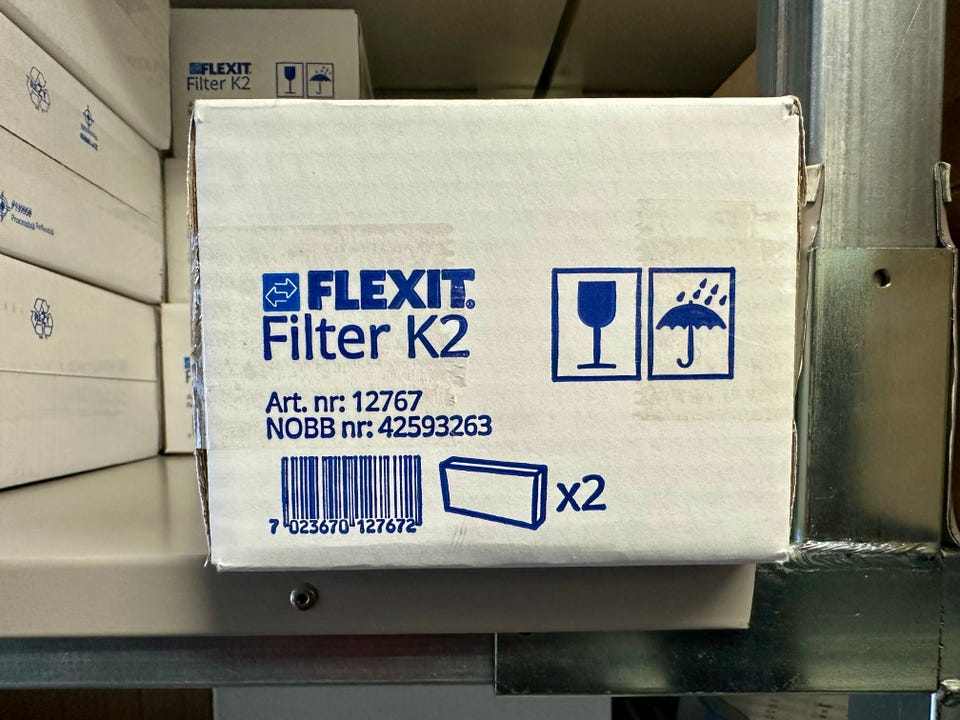 FLEXIT
Filter K2
FLEXIT®
Filter K2
Art. nr: 12767
NOBB nr: 42593263
7 023670 127672
x2